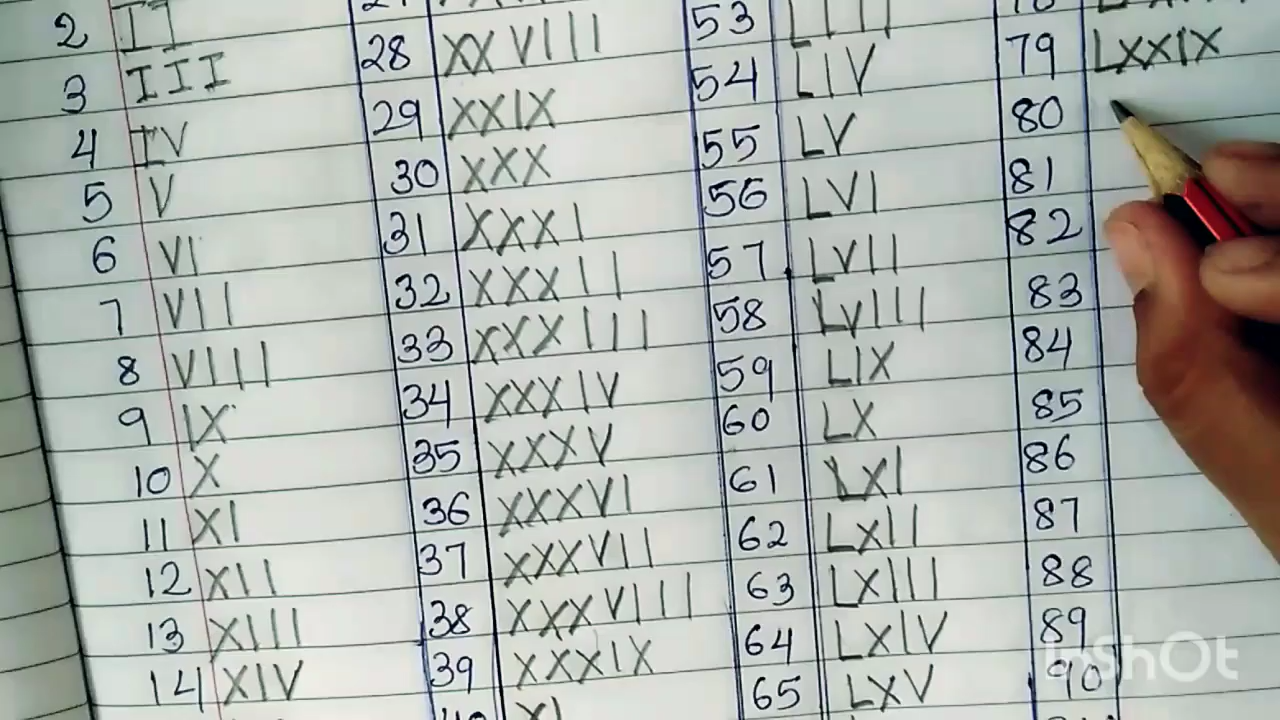 2 II
3 III
4 IV
5 V
6 VI
7 VII
8 VIII
9 IX
10 X
11 XI
12 XII
13 XIII
14 XIV
28 XXVIII
29 XXIX
30 XXX
31 XXXI
32 XXXII
33 XXXIII
34 XXXIV
35 XXXV
36 XXXVI
37 XXXVII
38 XXXVIII
39 XXXIX
40 XL
53 LIII
54 LIV
55 LV
56 LVI
57 LVII
58 LVIII
59 LIX
60 LX
61 LXI
62 LXII
63 LXIII
64 LXIV
65 LXV
79 LXXIX
80
81
82
83
84
85
86
87
88
89
90
InShOt